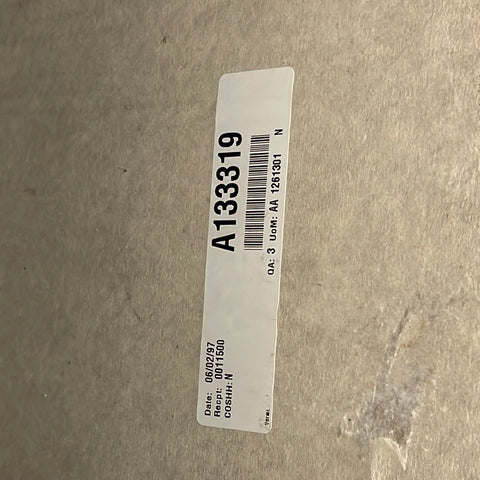 Date: 06/02/97
Recpt: 0011500
COSHH: N
A133319
QA: 3 UoM: AA 1261301 N